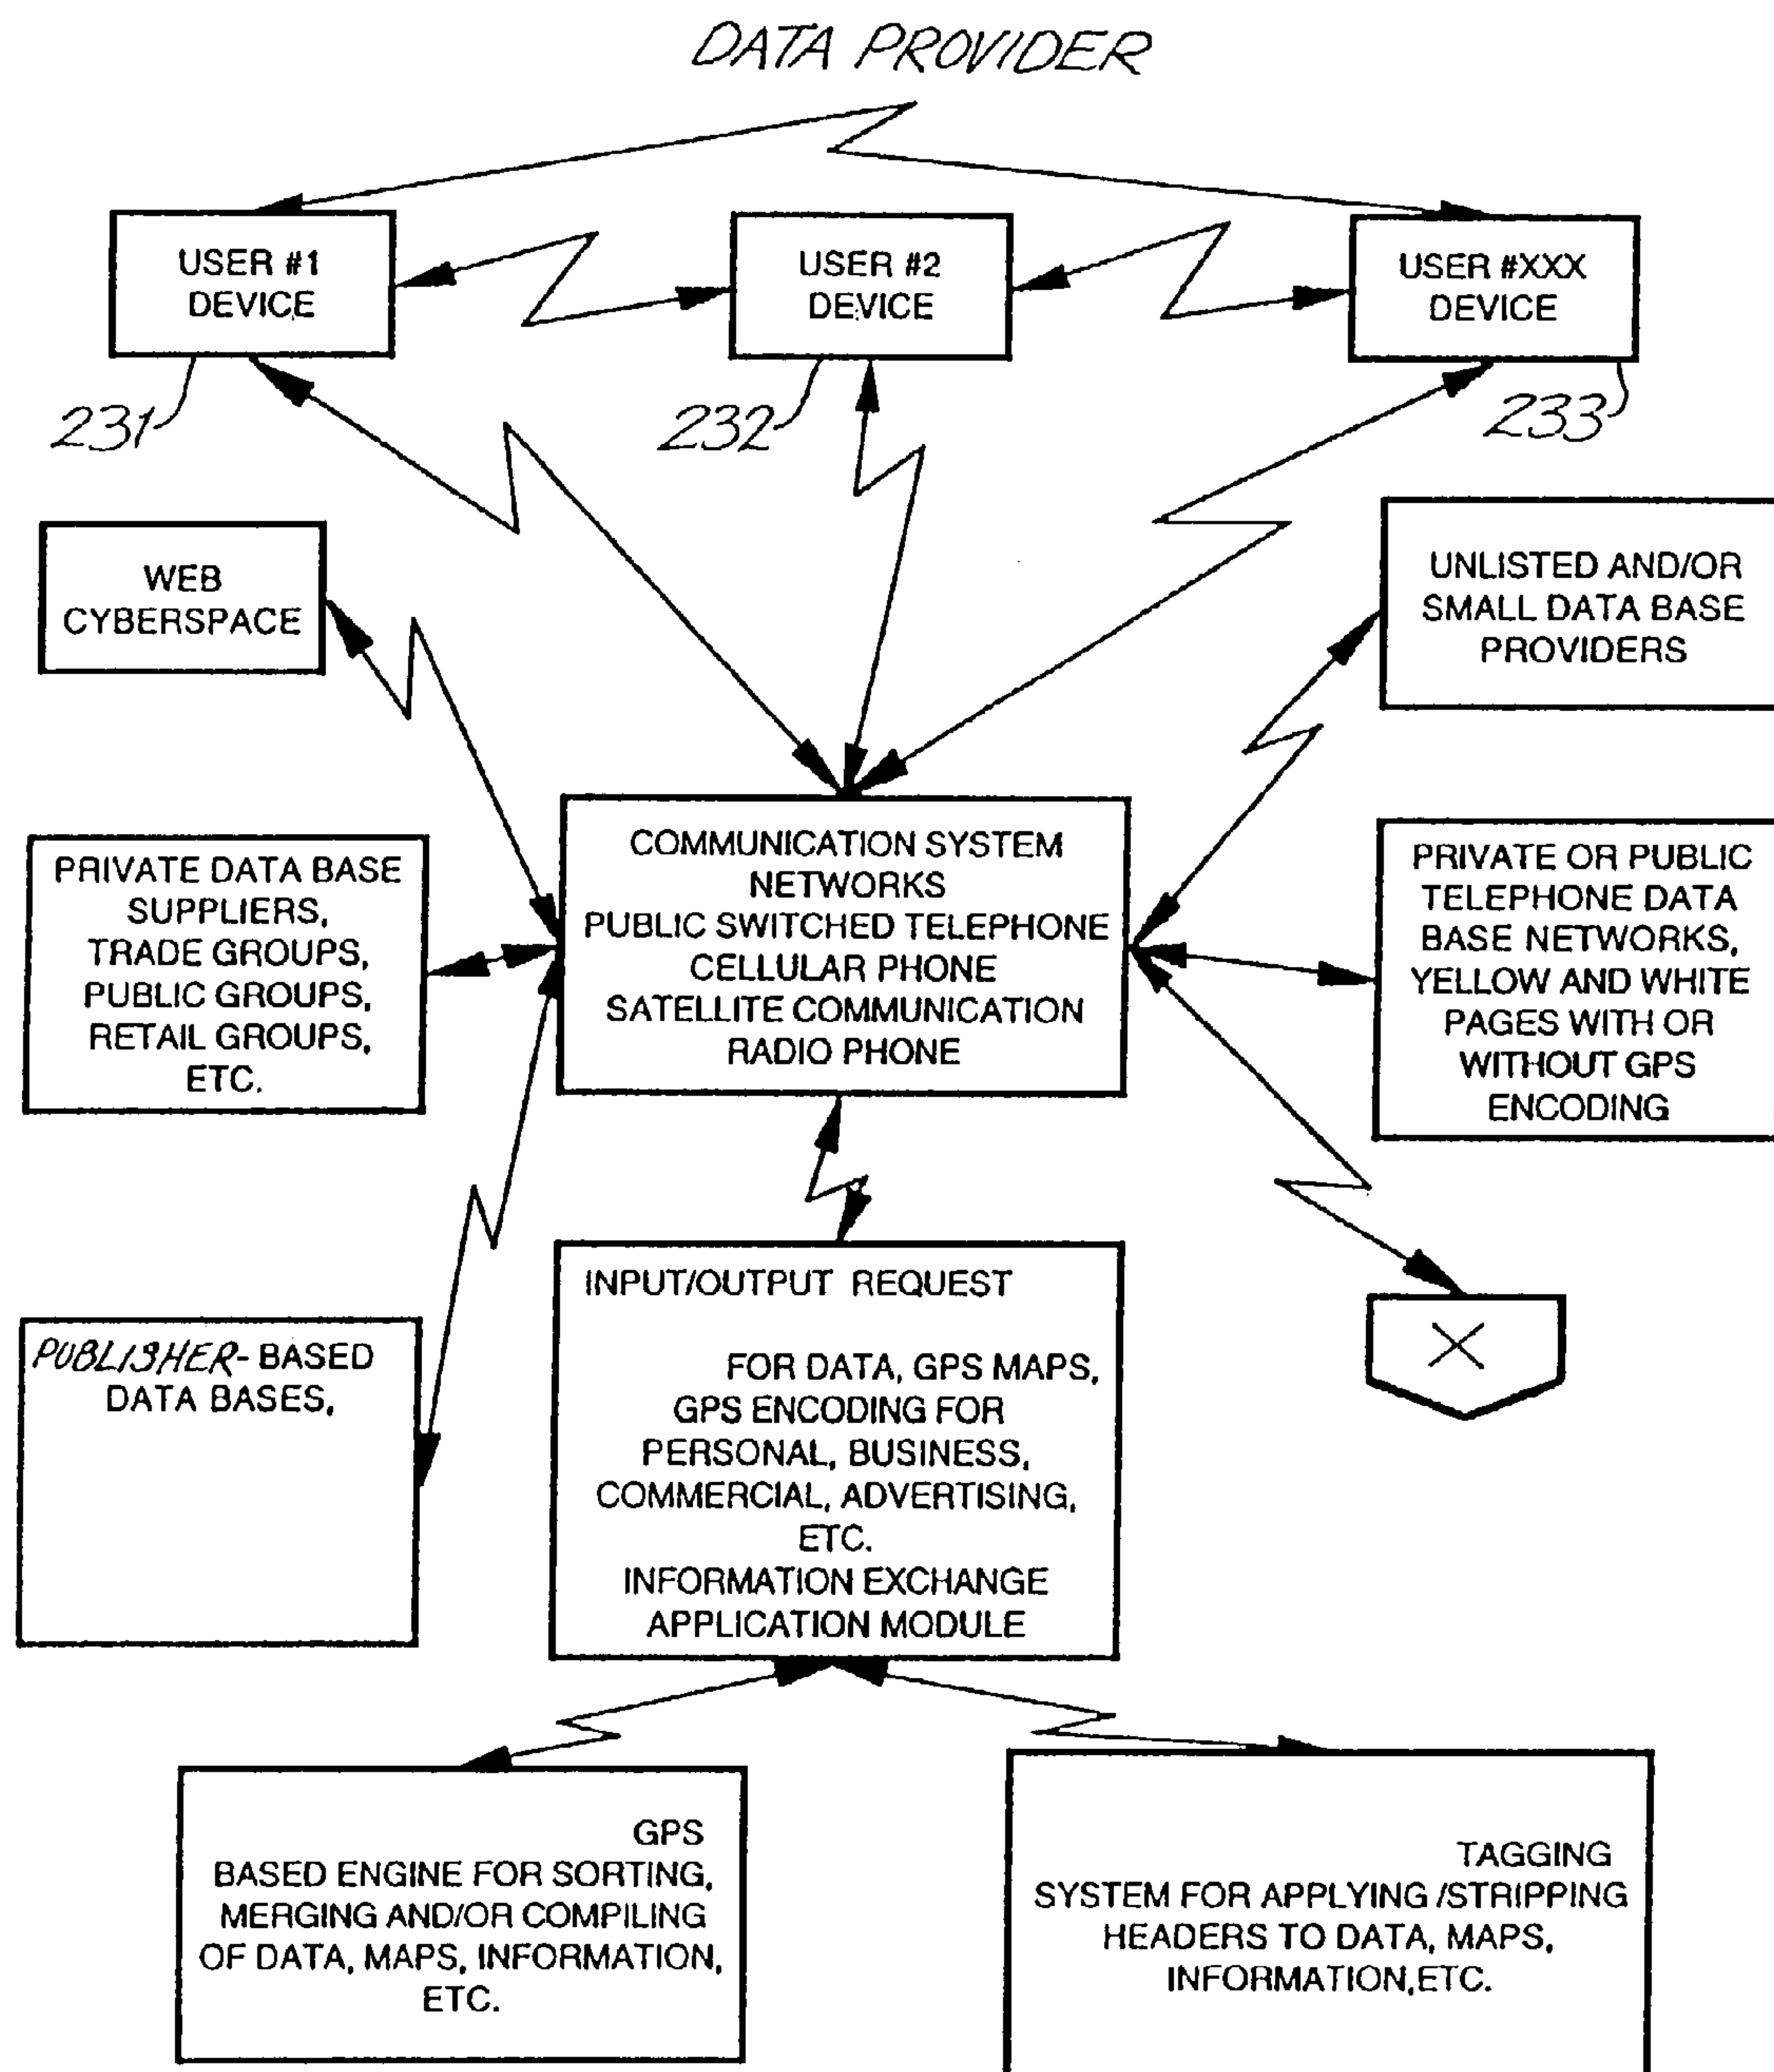 DATA PROVIDER
USER #1
DEVICE
USER #2
DEVICE
USER #XXX
DEVICE
231
232
233
WEB
CYBERSPACE
UNLISTED AND/OR
SMALL DATA BASE
PROVIDERS
PRIVATE DATA BASE
SUPPLIERS,
TRADE GROUPS,
PUBLIC GROUPS,
RETAIL GROUPS,
ETC.
COMMUNICATION SYSTEM
NETWORKS
PUBLIC SWITCHED TELEPHONE
CELLULAR PHONE
SATELLITE COMMUNICATION
RADIO PHONE
PRIVATE OR PUBLIC
TELEPHONE DATA
BASE NETWORKS,
YELLOW AND WHITE
PAGES WITH OR
WITHOUT GPS
ENCODING
PUBLISHER-BASED
DATA BASES,
INPUT/OUTPUT REQUEST
FOR DATA, GPS MAPS,
GPS ENCODING FOR
PERSONAL, BUSINESS,
COMMERCIAL, ADVERTISING,
ETC.
INFORMATION EXCHANGE
APPLICATION MODULE
X
GPS
BASED ENGINE FOR SORTING,
MERGING AND/OR COMPILING
OF DATA, MAPS, INFORMATION,
ETC.
TAGGING
SYSTEM FOR APPLYING /STRIPPING
HEADERS TO DATA, MAPS,
INFORMATION,ETC.